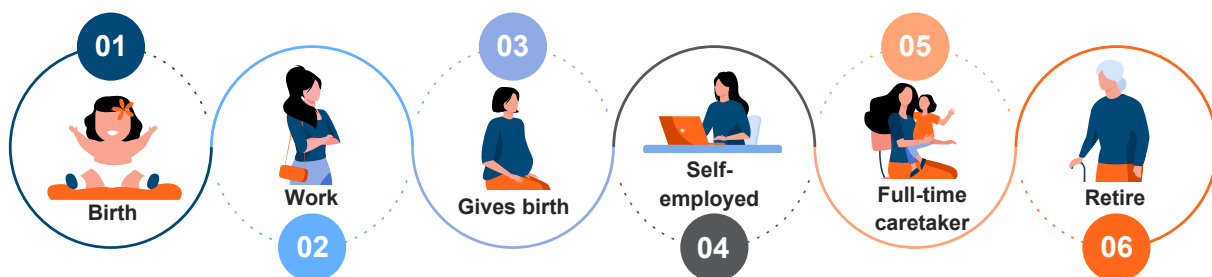 01
Birth
Work
02
03
Gives birth
Self-
employed
04
05
Full-time
caretaker
Retire
06